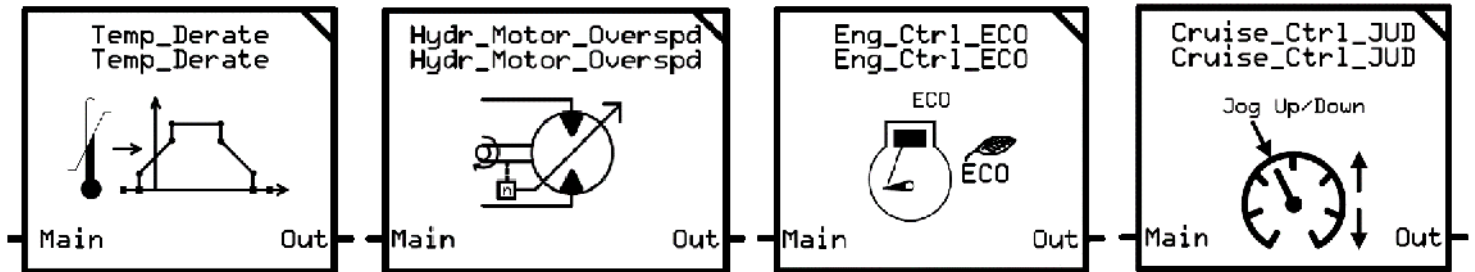 Temp_Derate
Temp_Derate
Main
Out
Hydr_Motor_Overspd
Hydr_Motor_Overspd
n
Main
Out
Eng_Ctrl_ECO
Eng_Ctrl_ECO
ECO
ECO
Main
Out
Cruise_Ctrl_JUD
Cruise_Ctrl_JUD
Jog Up/Down
Main
Out